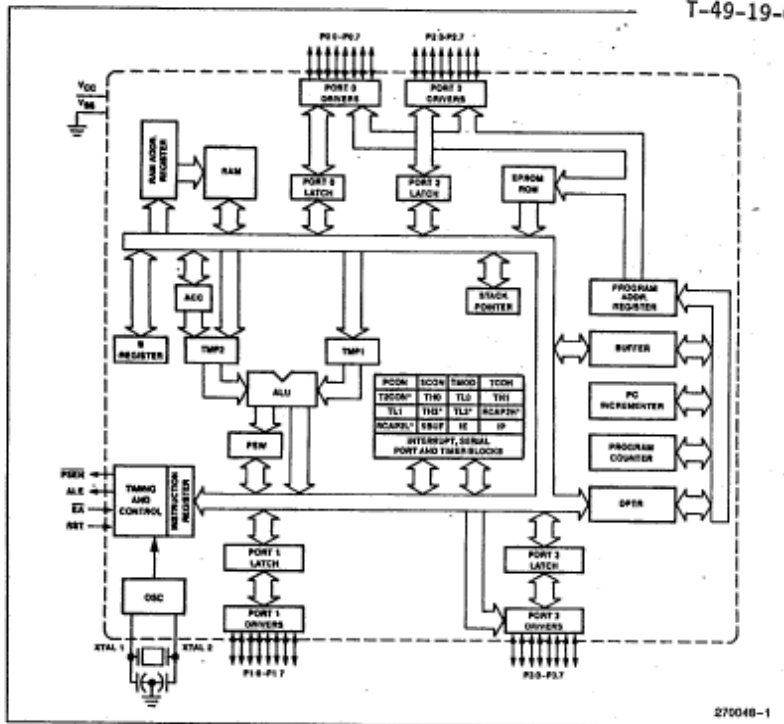 T-49-19-
P0.0-P0.7
P2.0-P2.7
VCC
VSS
PORT 0
DRIVERS
PORT 2
DRIVERS
RAM ADDR.
REGISTER
RAM
PORT 0
LATCH
PORT 2
LATCH
EPROM
ROM
B
REGISTER
ACC
TMP2
TMP1
ALU
PSW
STACK
POINTER
PROGRAM
ADDR.
REGISTER
BUFFER
PC
INCREMENTER
PROGRAM
COUNTER
DPTR
PCON SCON TMOD TCON
T2CON* TH0 TL0 TH1
TL1 TH2* TL2* RCAP2H*
RCAP2L* SBUF IE IP
INTERRUPT, SERIAL
PORT AND TIMER BLOCKS
PSEN
ALE
EA
RST
TIMING
AND
CONTROL
INSTRUCTION
REGISTER
OSC
XTAL 1
XTAL 2
PORT 1
LATCH
PORT 1
DRIVERS
P1.0-P1.7
PORT 3
LATCH
PORT 3
DRIVERS
P3.0-P3.7
270048-1